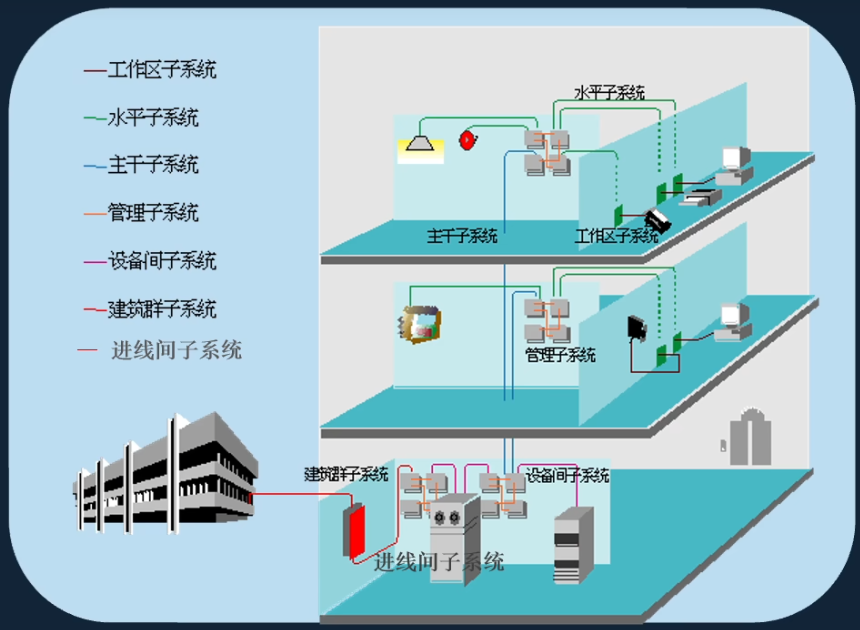 工作区子系统
水平子系统
主干子系统
管理子系统
设备间子系统
建筑群子系统
进线间子系统
水平子系统
主干子系统
工作区子系统
管理子系统
建筑群子系统
设备间子系统
进线间子系统